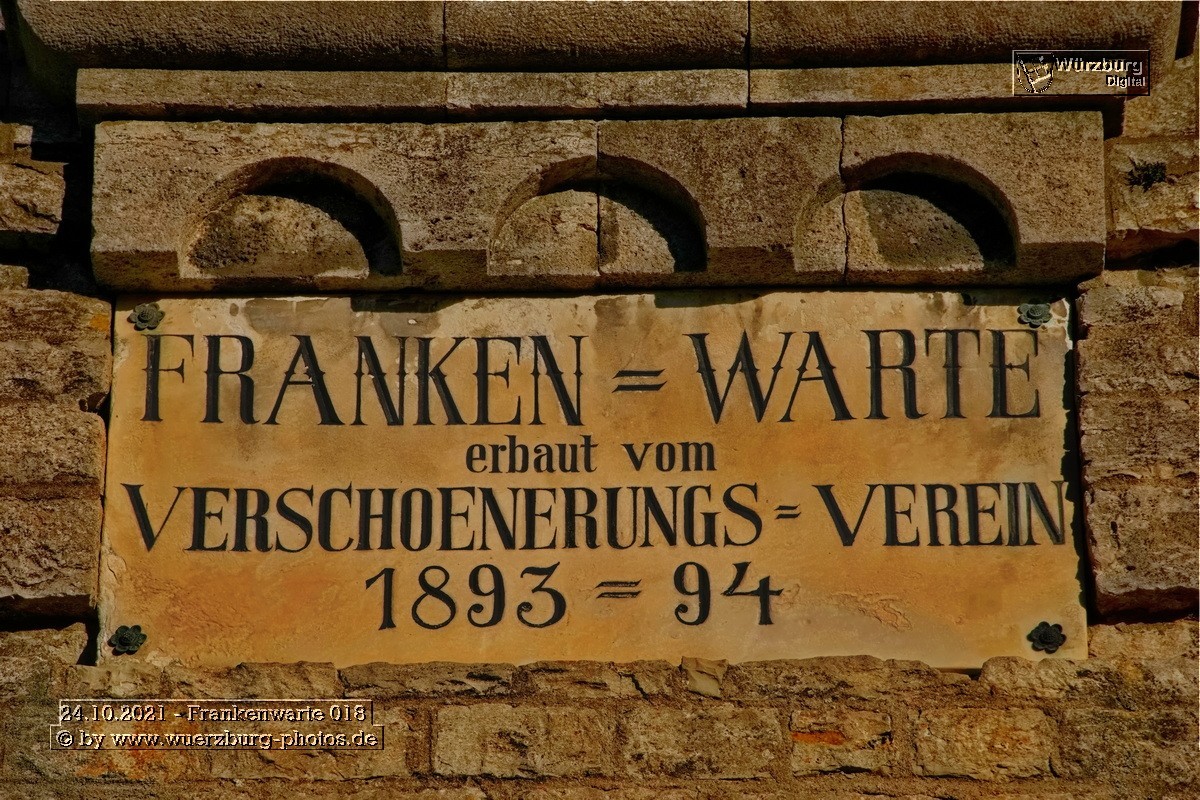 Würzburg
Digital
FRANKEN = WARTE
erbaut vom
VERSCHOENERUNGS = VEREIN
1893 = 94
24.10.2021 - Frankenwarte 018
© by www.wuerzburg-photos.de